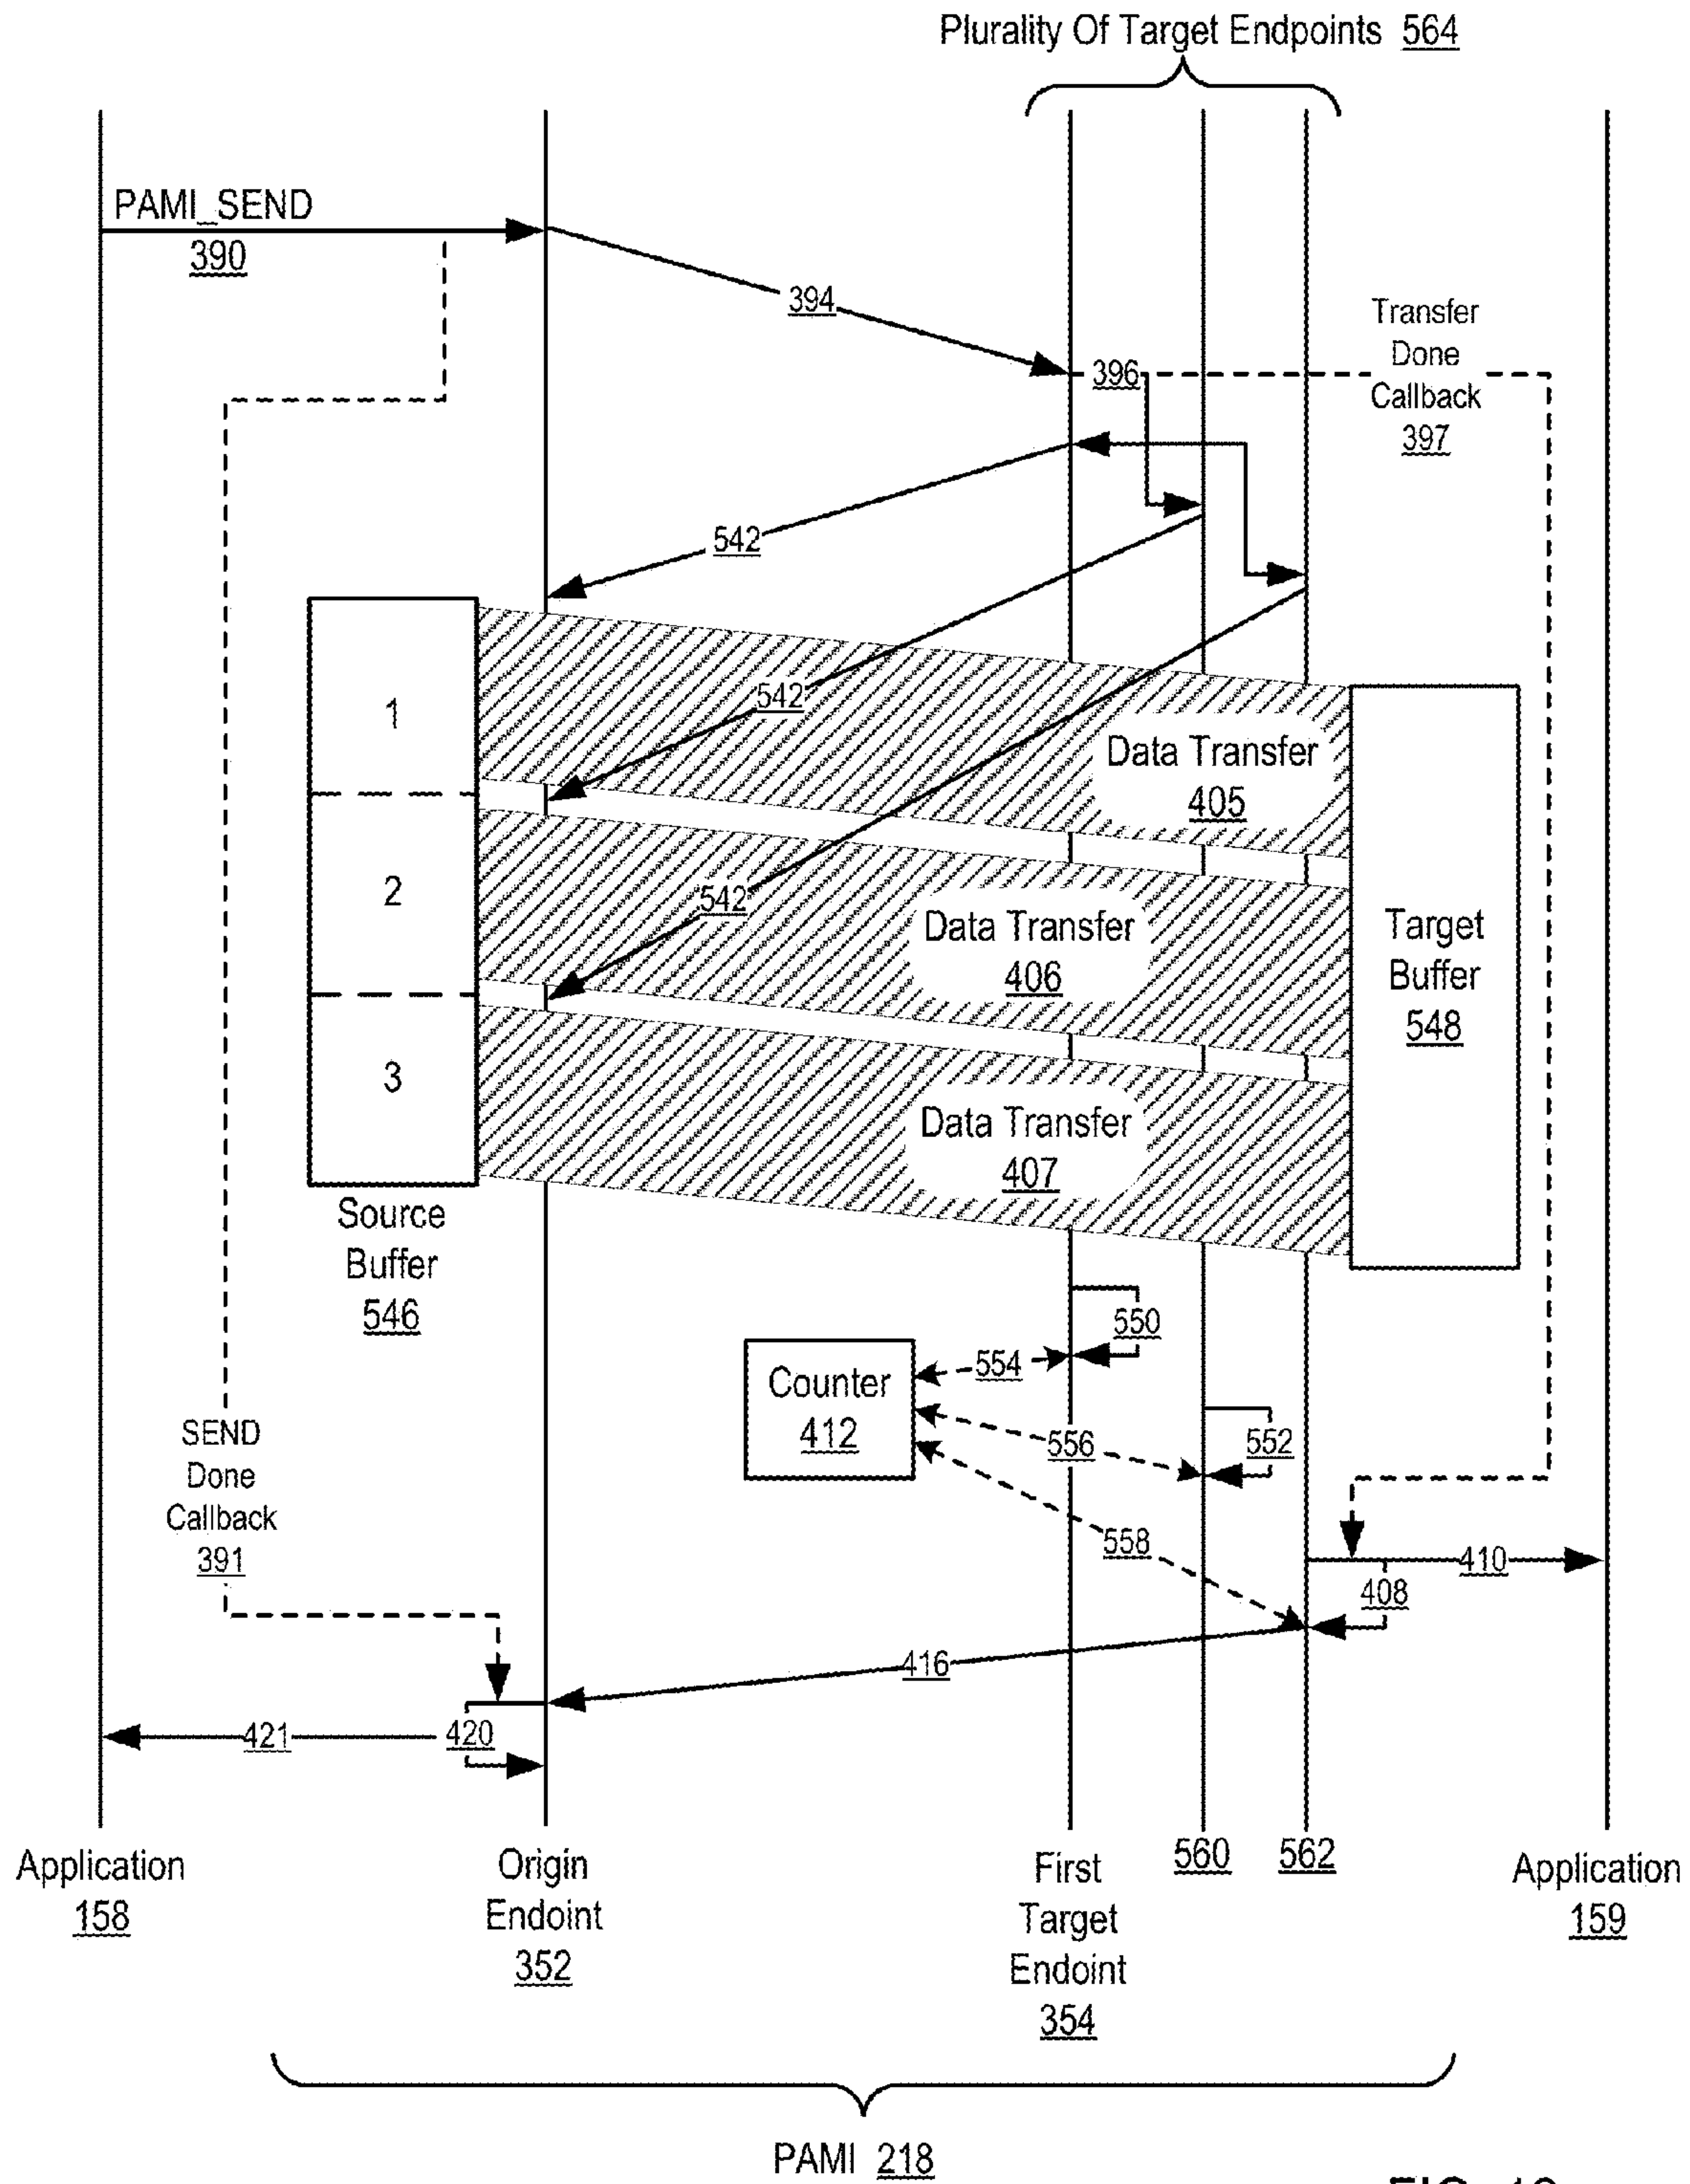 Plurality Of Target Endpoints 564
PAMI_SEND
390
394
Transfer
Done
Callback
397
396
542
542
542
1
2
3
Data Transfer
405
Data Transfer
406
Data Transfer
407
Target
Buffer
548
Source
Buffer
546
550
554
Counter
412
556
552
558
SEND
Done
Callback
391
410
408
416
420
421
Application
158
Origin
Endoint
352
First
Target
Endoint
354
560
562
Application
159
PAMI 218